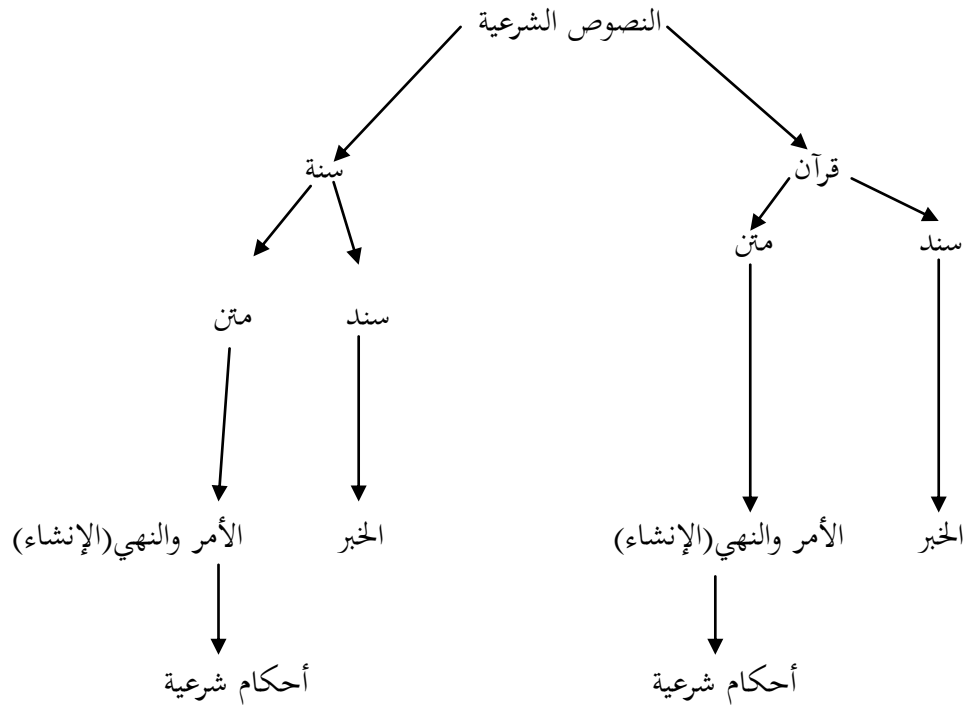 النصوص الشرعية
قرآن
سنة
سند
متن
سند
متن
الخبر
الأمر والنهي(الإنشاء)
الخبر
الأمر والنهي(الإنشاء)
أحكام شرعية
أحكام شرعية